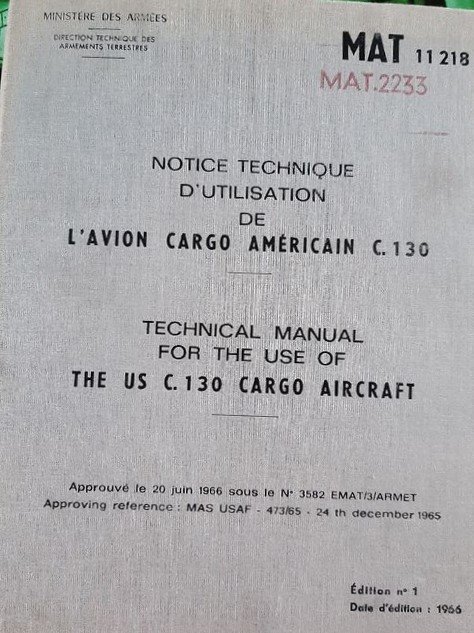 MINISTÈRE DES ARMÉES
DIRECTION TECHNIQUE DES
ARMEMENTS TERRESTRES
MAT 11 218
MAT.2233
NOTICE TECHNIQUE
D'UTILISATION
DE
L'AVION CARGO AMÉRICAIN C.130
TECHNICAL MANUAL
FOR THE USE OF
THE US C.130 CARGO AIRCRAFT
Approuvé le 20 juin 1966 sous le N° 3582 EMAT/3/ARMET
Approving reference : MAS USAF - 473/65 - 24 th december 1965
Édition n° 1
Date d'édition : 1966